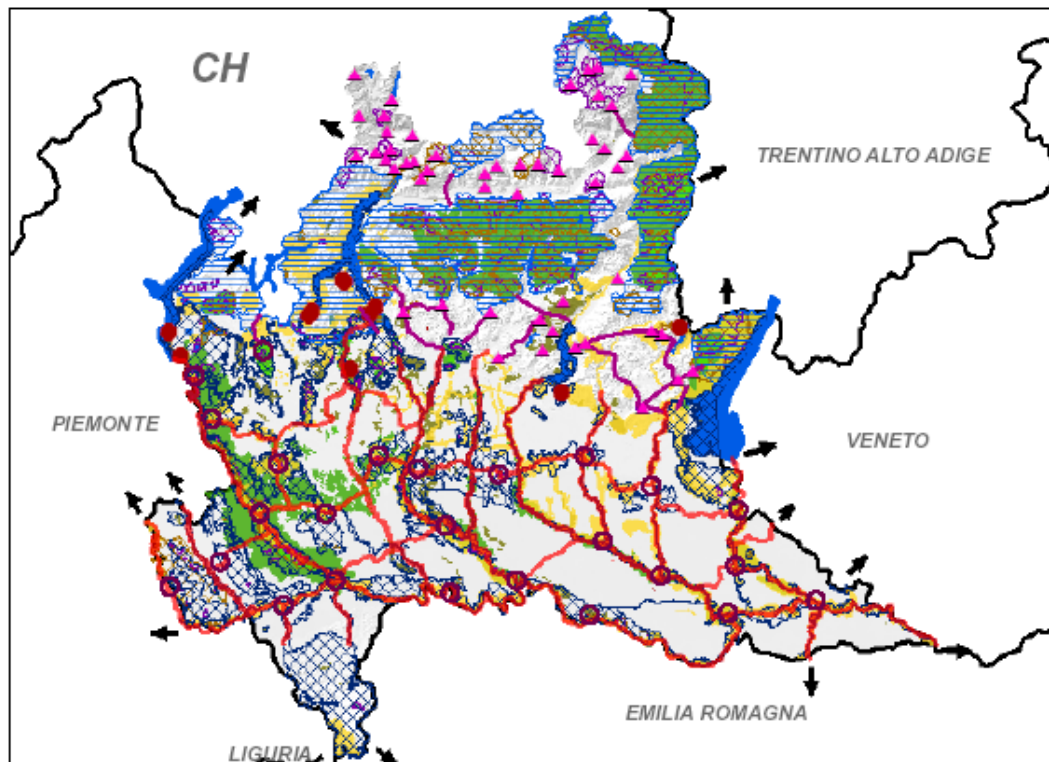 CH
TRENTINO ALTO ADIGE
PIEMONTE
VENETO
EMILIA ROMAGNA
LIGURIA